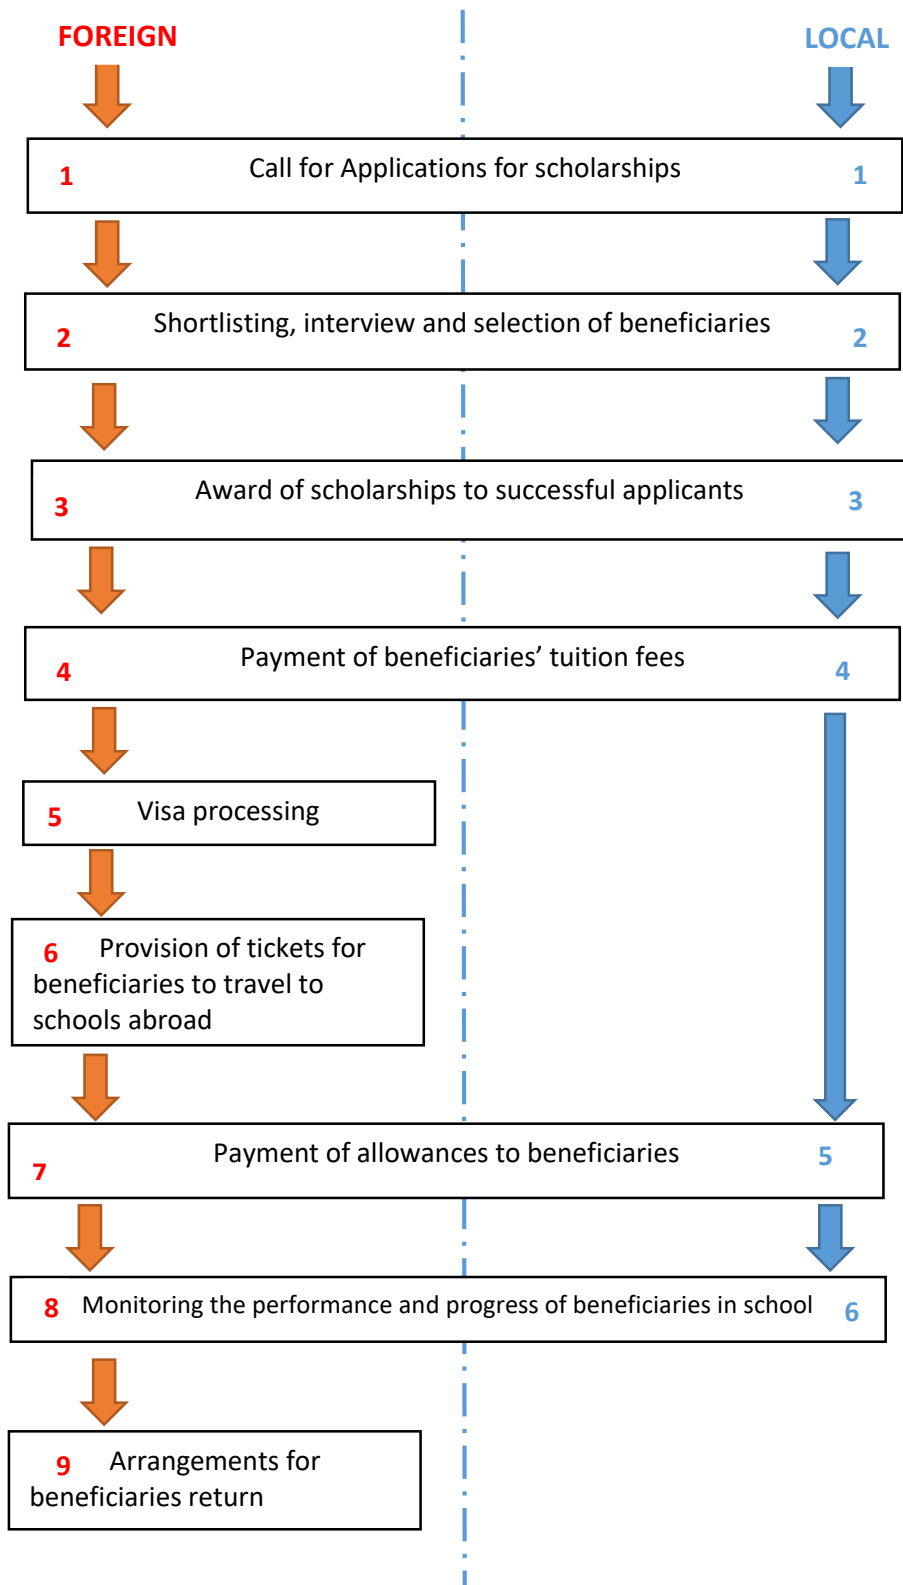 FOREIGN LOCAL
1 Call for Applications for scholarships 1
2 Shortlisting, interview and selection of beneficiaries 2
3 Award of scholarships to successful applicants 3
4 Payment of beneficiaries’ tuition fees 4
5 Visa processing
6 Provision of tickets for
beneficiaries to travel to
schools abroad
7 Payment of allowances to beneficiaries 5
8 Monitoring the performance and progress of beneficiaries in school 6
9 Arrangements for
beneficiaries return